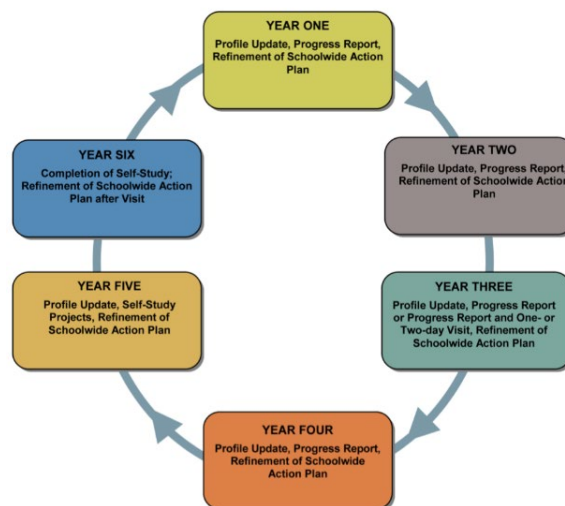 YEAR ONE
Profile Update, Progress Report,
Refinement of Schoolwide Action
Plan
YEAR TWO
Profile Update, Progress Report,
Refinement of Schoolwide Action
Plan
YEAR THREE
Profile Update, Progress Report
or Progress Report and One- or
Two-day Visit, Refinement of
Schoolwide Action Plan
YEAR FOUR
Profile Update, Progress Report,
Refinement of Schoolwide
Action Plan
YEAR FIVE
Profile Update, Self-Study
Projects, Refinement of
Schoolwide Action Plan
YEAR SIX
Completion of Self-Study;
Refinement of Schoolwide Action
Plan after Visit